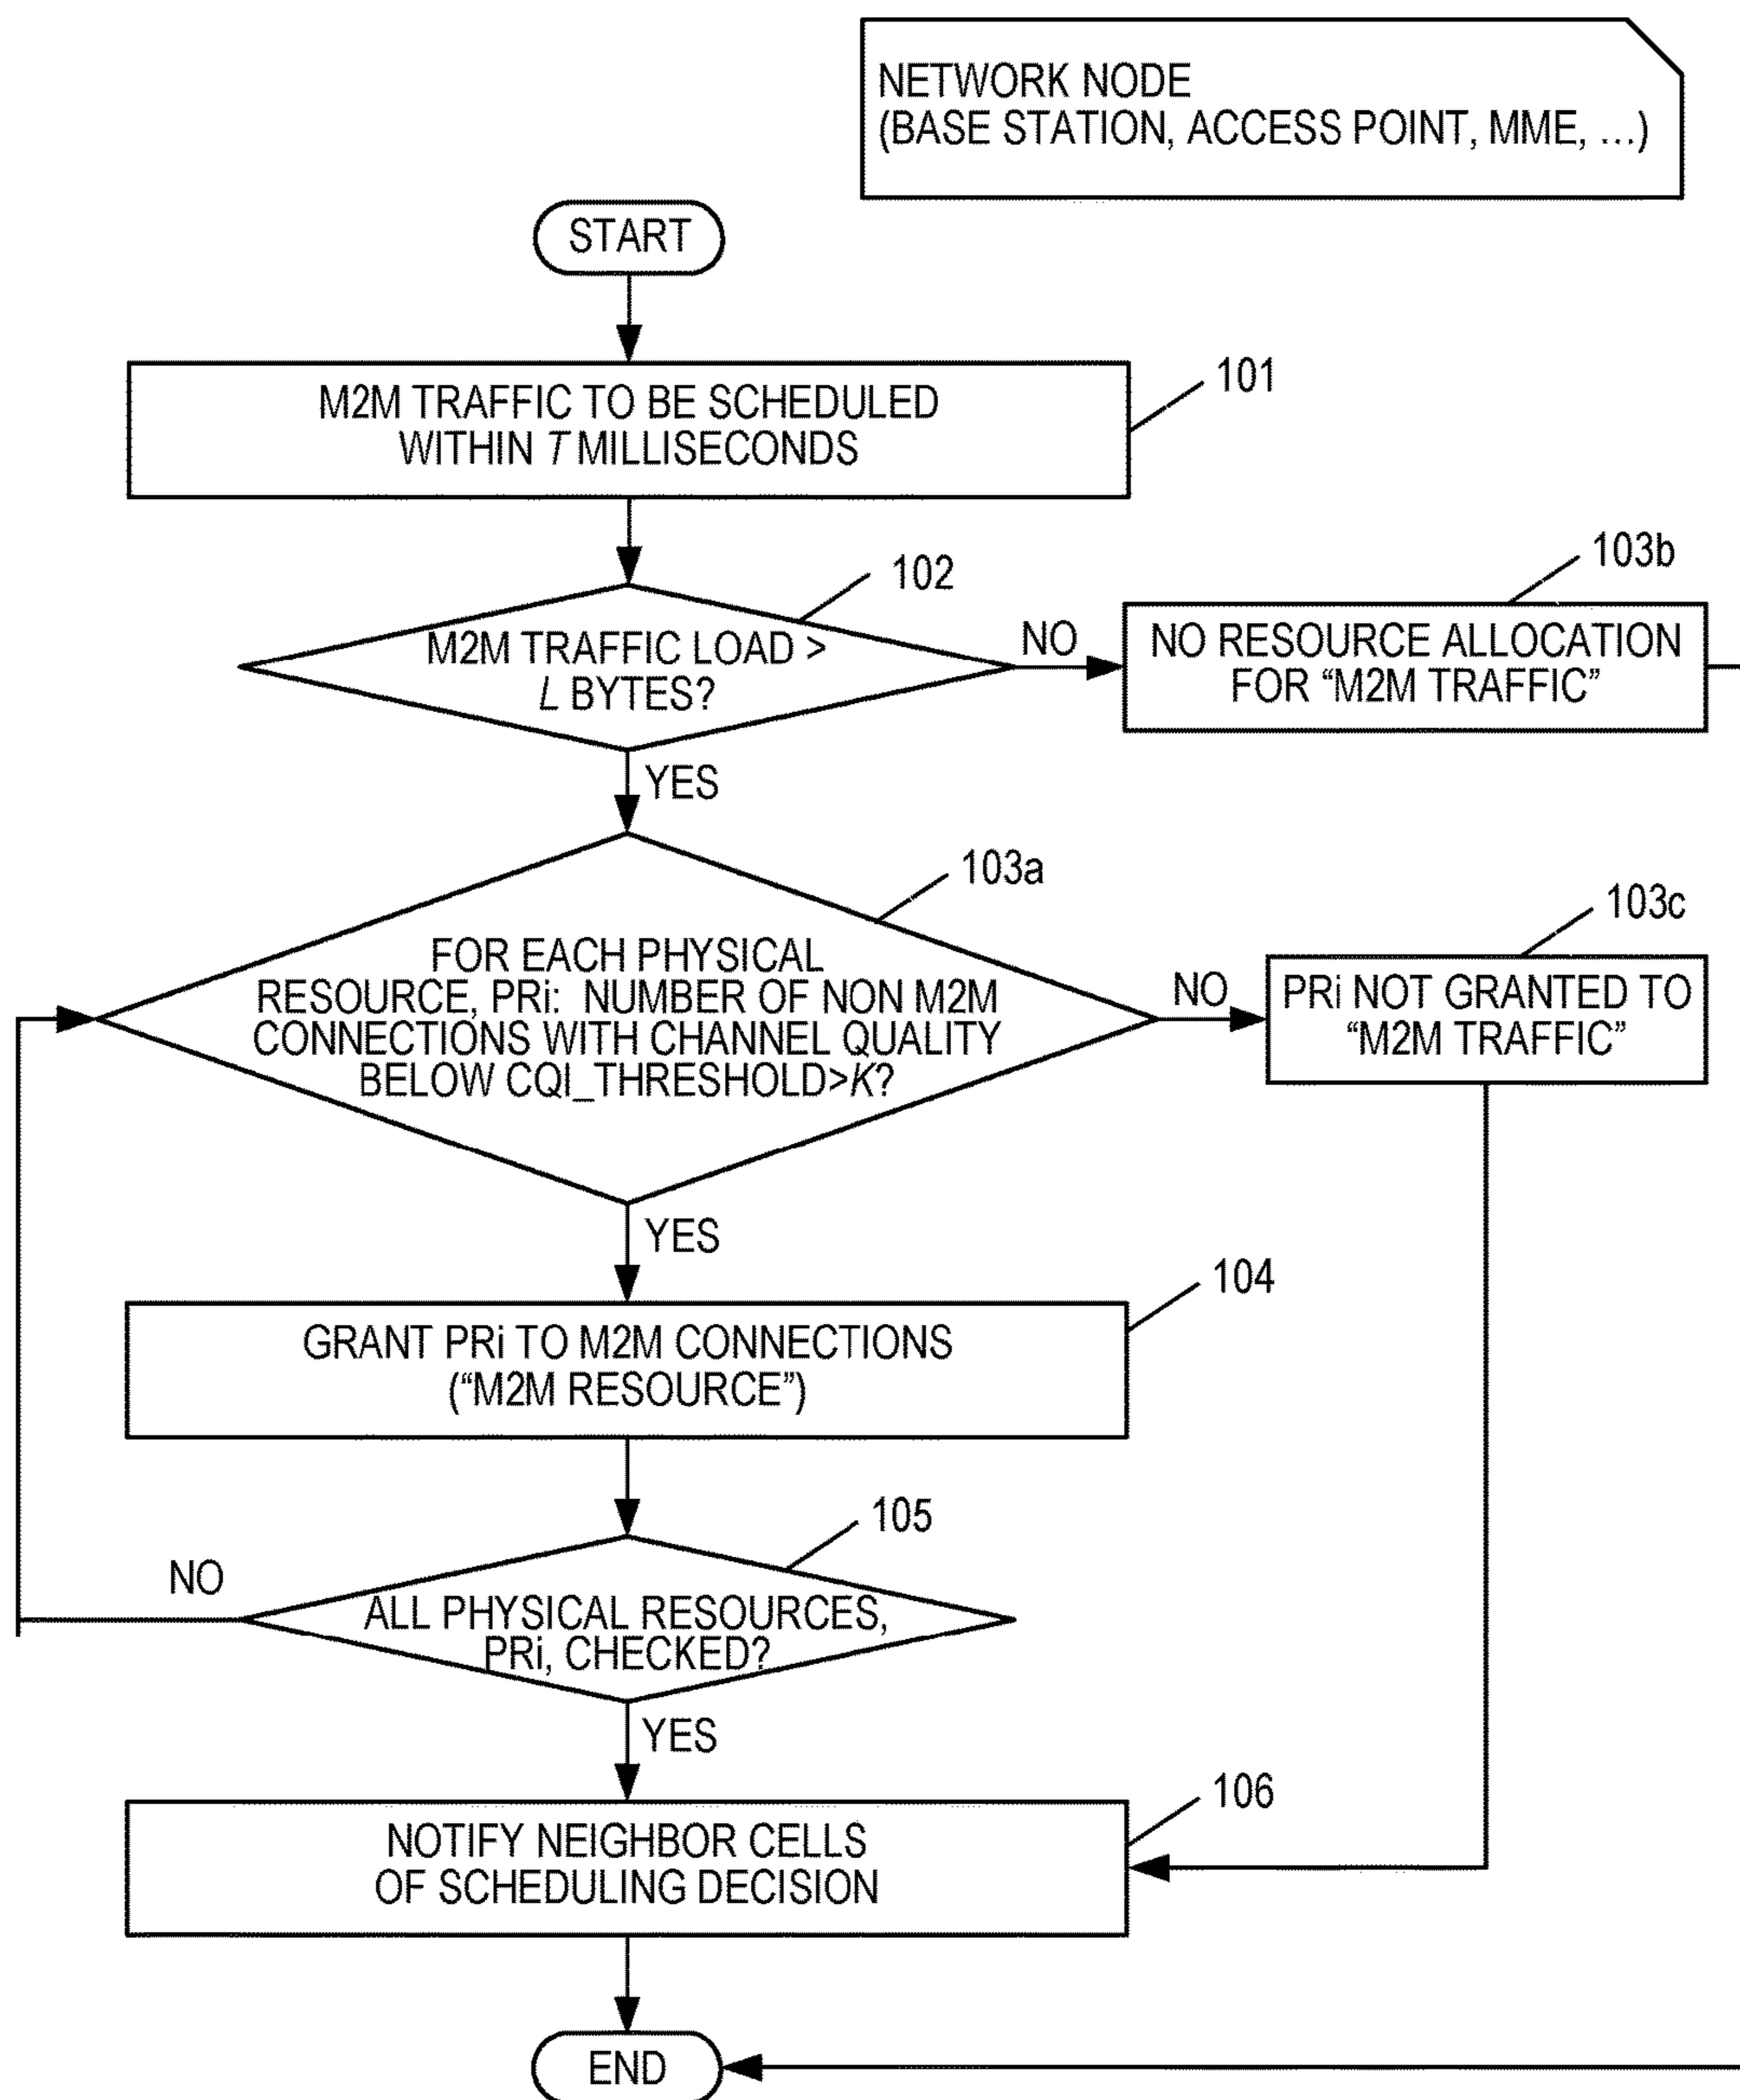 NETWORK NODE
(BASE STATION, ACCESS POINT, MME, ...)
START
M2M TRAFFIC TO BE SCHEDULED
WITHIN T MILLISECONDS
101
102
M2M TRAFFIC LOAD >
L BYTES?
NO
103b
NO RESOURCE ALLOCATION
FOR “M2M TRAFFIC”
YES
103a
FOR EACH PHYSICAL
RESOURCE, PRi: NUMBER OF NON M2M
CONNECTIONS WITH CHANNEL QUALITY
BELOW CQI_THRESHOLD>K?
NO
103c
PRi NOT GRANTED TO
“M2M TRAFFIC”
YES
104
GRANT PRi TO M2M CONNECTIONS
(“M2M RESOURCE”)
105
NO
ALL PHYSICAL RESOURCES,
PRi, CHECKED?
YES
106
NOTIFY NEIGHBOR CELLS
OF SCHEDULING DECISION
END